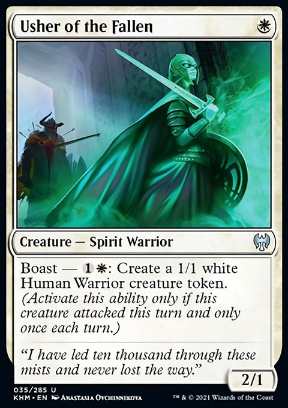 Usher of the Fallen
Creature — Spirit Warrior
Boast — 1: Create a 1/1 white
Human Warrior creature token.
(Activate this ability only if this
creature attacked this turn and only
once each turn.)
"I have led ten thousand through these
mists and never lost the way."
2/1
035/285 U
KHM • EN Anastasia Ovchinnikova
™ & © 2021 Wizards of the Coast